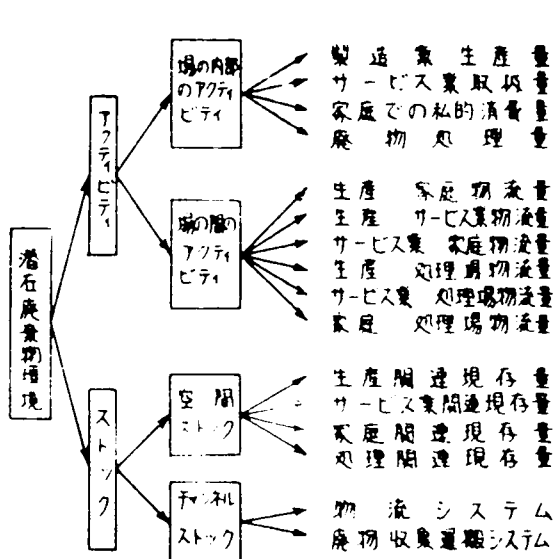 潜在廃棄物環境
アクティビティ
ストック
場の内部
のアクティ
ビティ
場の間の
アクティ
ビティ
空間
ストック
チャンネル
ストック
製造業生産量
サービス業取扱量
家庭での私的消費量
廃物処理量
生産 家庭物流量
生産 サービス業物流量
サービス業 家庭物流量
生産 処理場物流量
サービス業 処理場物流量
家庭 処理場物流量
生産関連現存量
サービス業関連現存量
家庭関連現存量
処理関連現存量
物流システム
廃物収集運搬システム